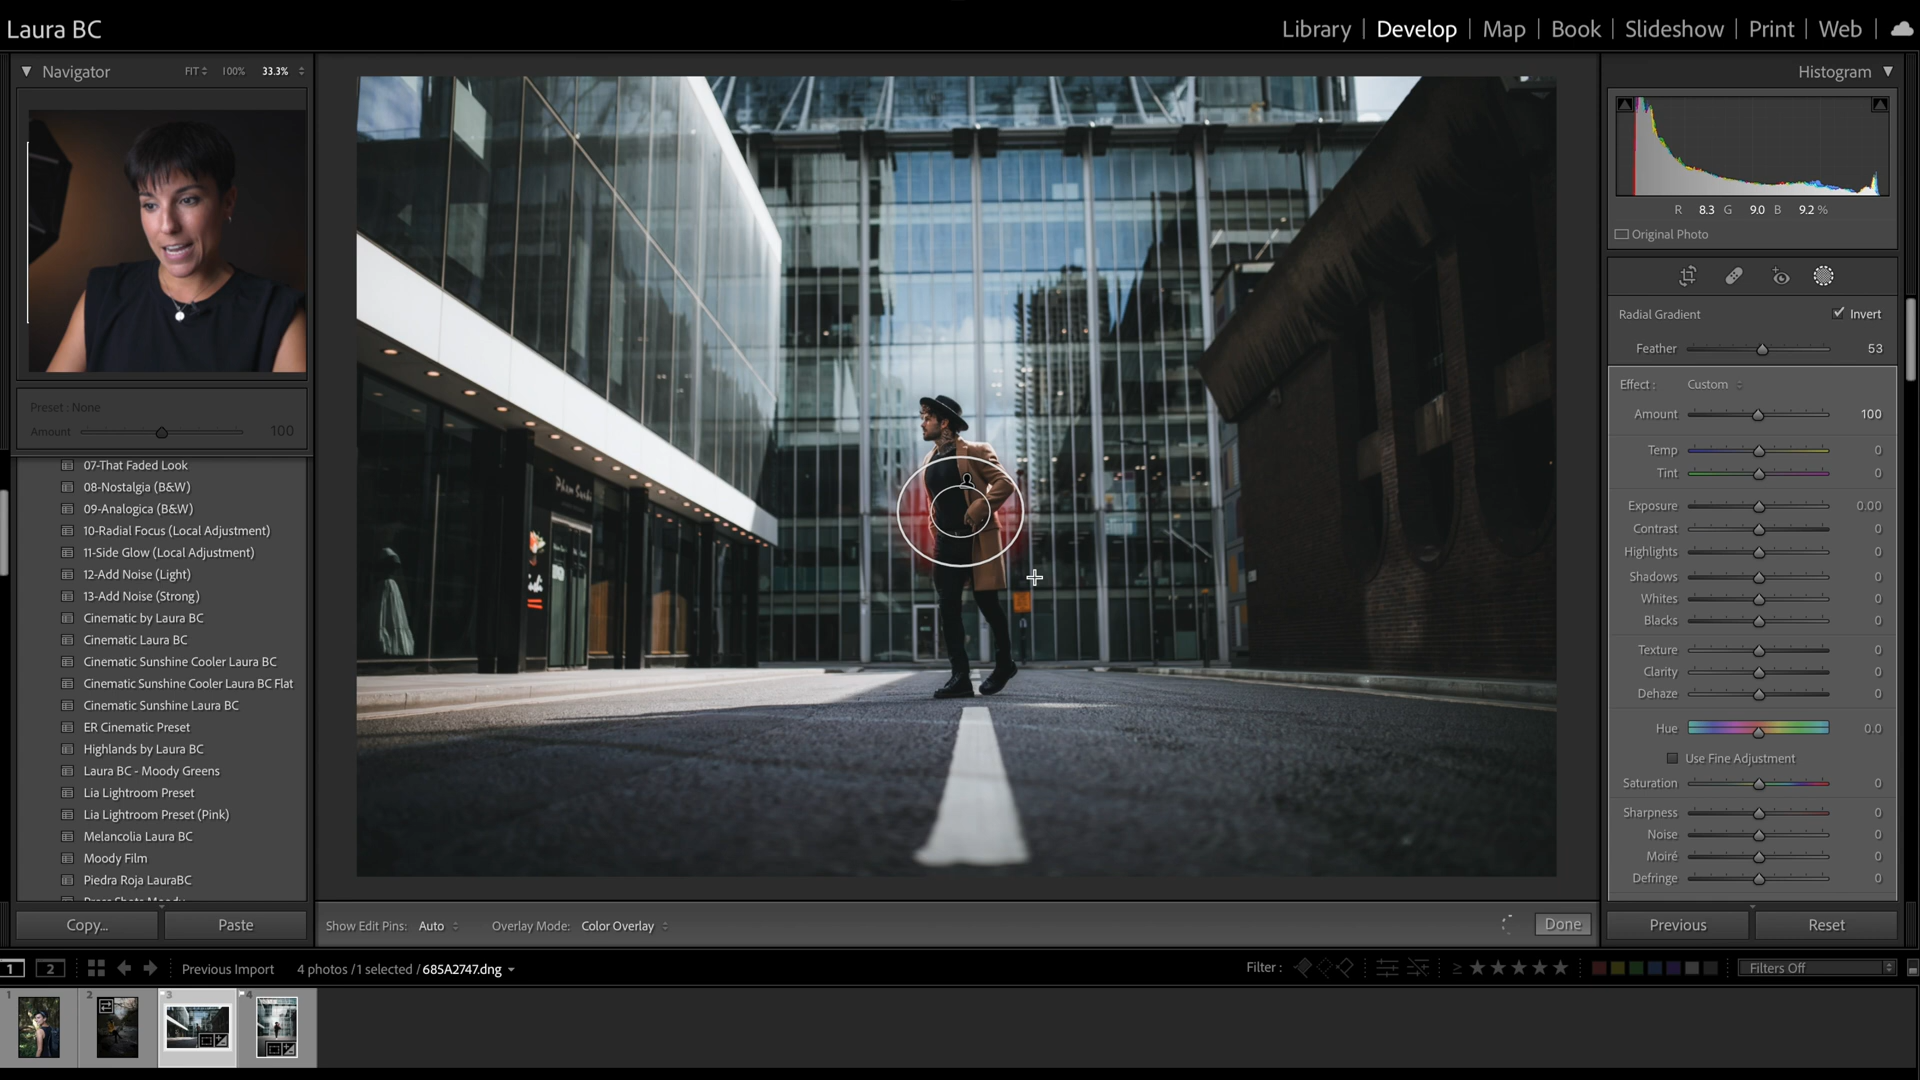 Laura BC
Library | Develop | Map | Book | Slideshow | Print | Web
Navigator FIT 100% 33.3%
Histogram
R 8.3 G 9.0 B 9.2 %
Original Photo
Radial Gradient Invert
Feather 53
Effect : Custom
Amount 100
Temp 0
Tint 0
Exposure 0.00
Contrast 0
Highlights 0
Shadows 0
Whites 0
Blacks 0
Texture 0
Clarity 0
Dehaze 0
Hue 0.0
Use Fine Adjustment
Saturation 0
Sharpness 0
Noise 0
Moiré 0
Defringe 0
Preset : None
Amount 100
07-That Faded Look
08-Nostalgia (B&W)
09-Analogica (B&W)
10-Radial Focus (Local Adjustment)
11-Side Glow (Local Adjustment)
12-Add Noise (Light)
13-Add Noise (Strong)
Cinematic by Laura BC
Cinematic Laura BC
Cinematic Sunshine Cooler Laura BC
Cinematic Sunshine Cooler Laura BC Flat
Cinematic Sunshine Laura BC
ER Cinematic Preset
Highlands by Laura BC
Laura BC - Moody Greens
Lia Lightroom Preset
Lia Lightroom Preset (Pink)
Melancolia Laura BC
Moody Film
Piedra Roja LauraBC
Copy... Paste
Show Edit Pins: Auto Overlay Mode: Color Overlay Done
Previous Reset
1 2 Previous Import 4 photos /1 selected / 685A2747.dng Filter : ≥ ★★★★★ Filters Off
1 2 3 4